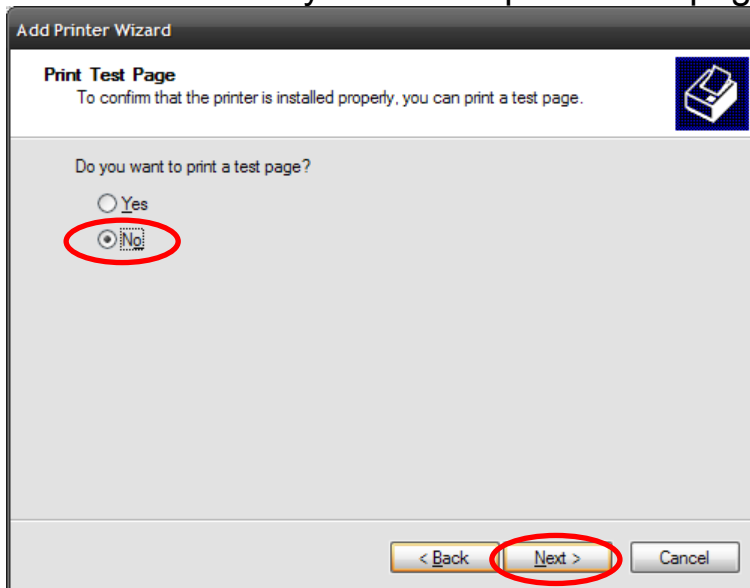 Add Printer Wizard
Print Test Page
To confirm that the printer is installed properly, you can print a test page.
Do you want to print a test page?
Yes
No
< Back Next > Cancel